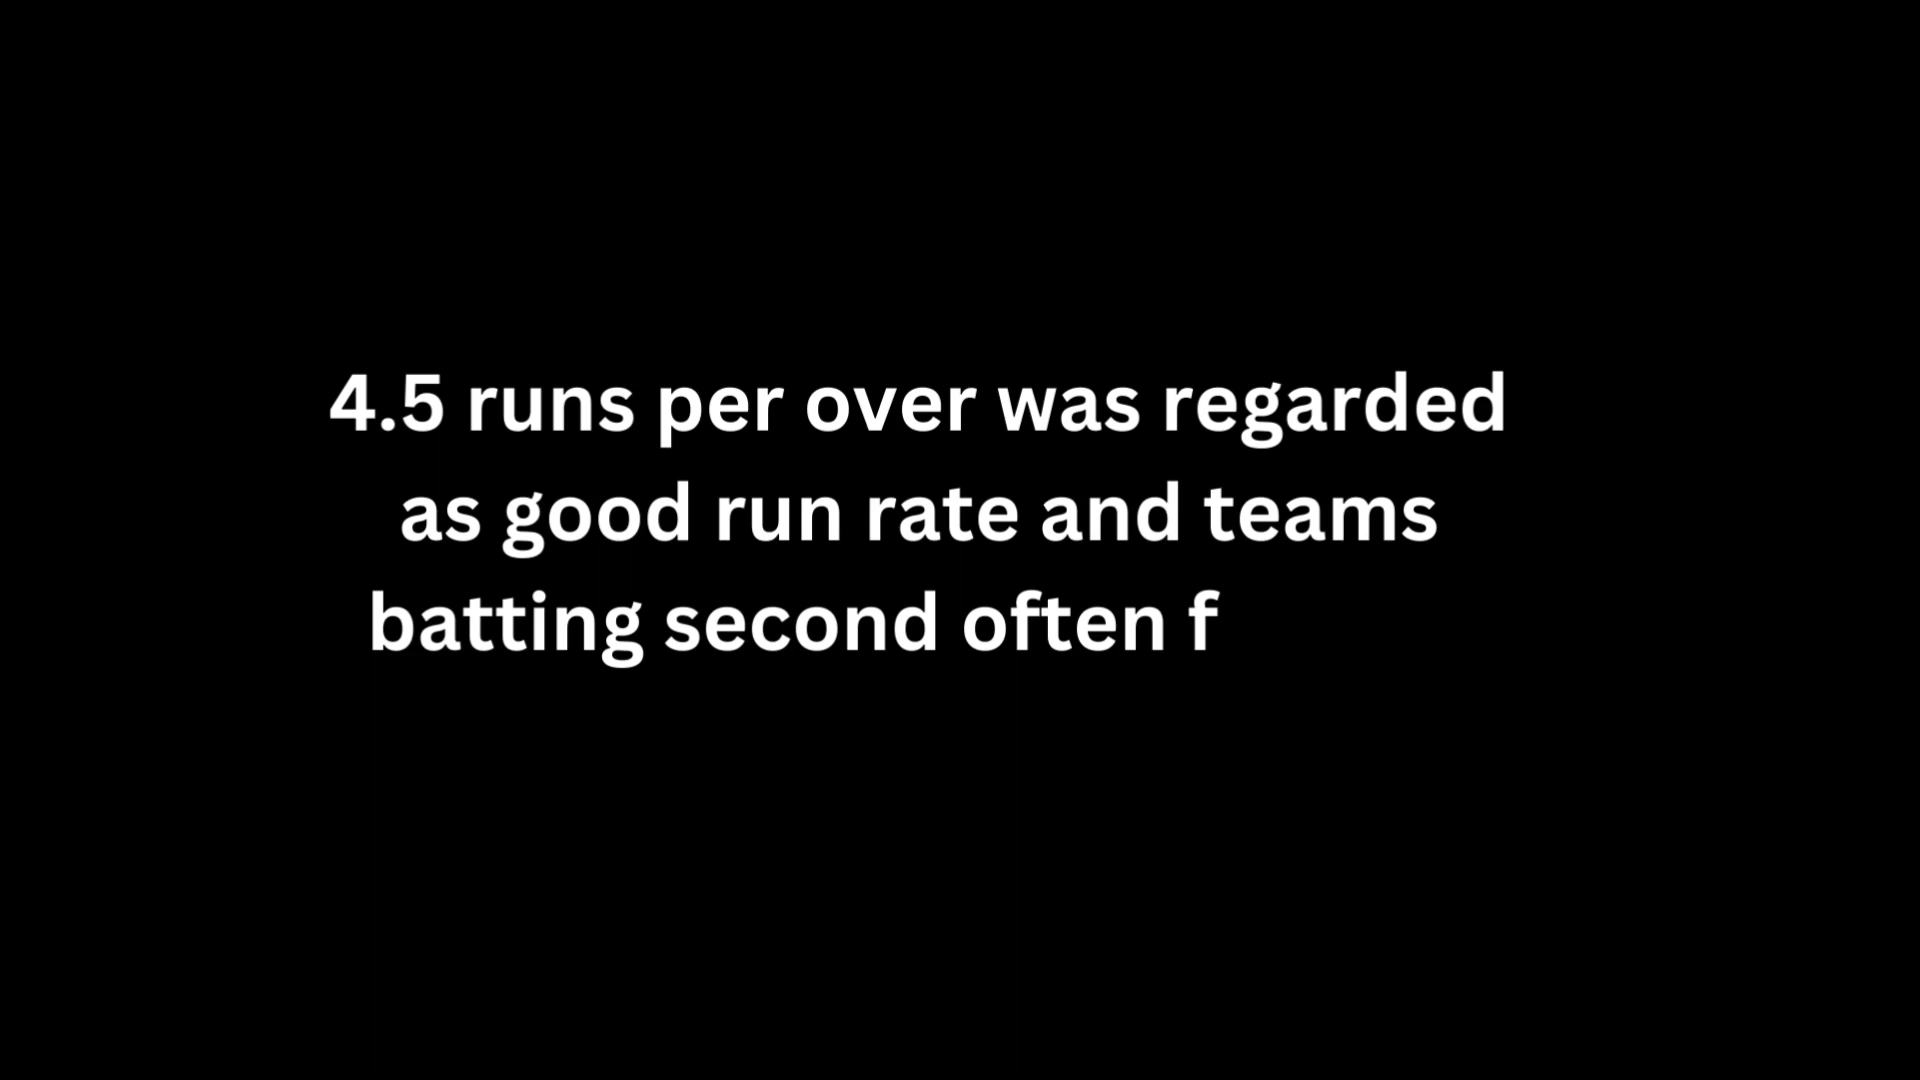 4.5 runs per over was regarded
as good run rate and teams
batting second often f